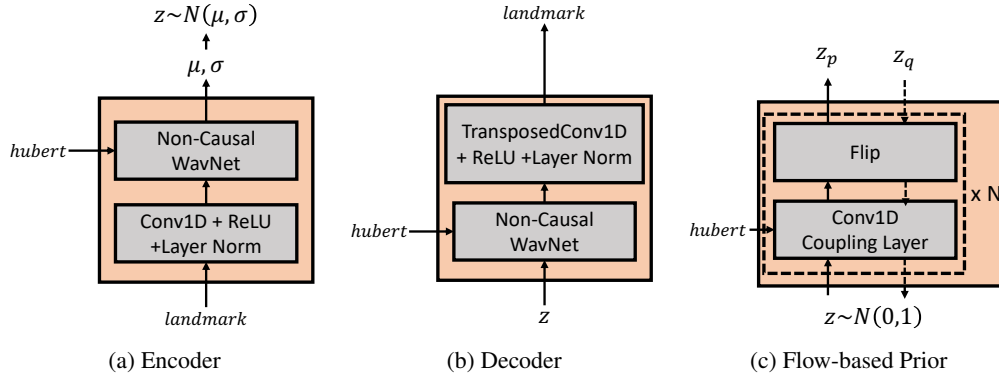 z~N(μ, σ)
μ, σ
hubert
Non-Causal
WavNet
Conv1D + ReLU
+Layer Norm
landmark
(a) Encoder
landmark
TransposedConv1D
+ ReLU +Layer Norm
hubert
Non-Causal
WavNet
z
(b) Decoder
z_p
z_q
Flip
x N
hubert
Conv1D
Coupling Layer
z~N(0,1)
(c) Flow-based Prior